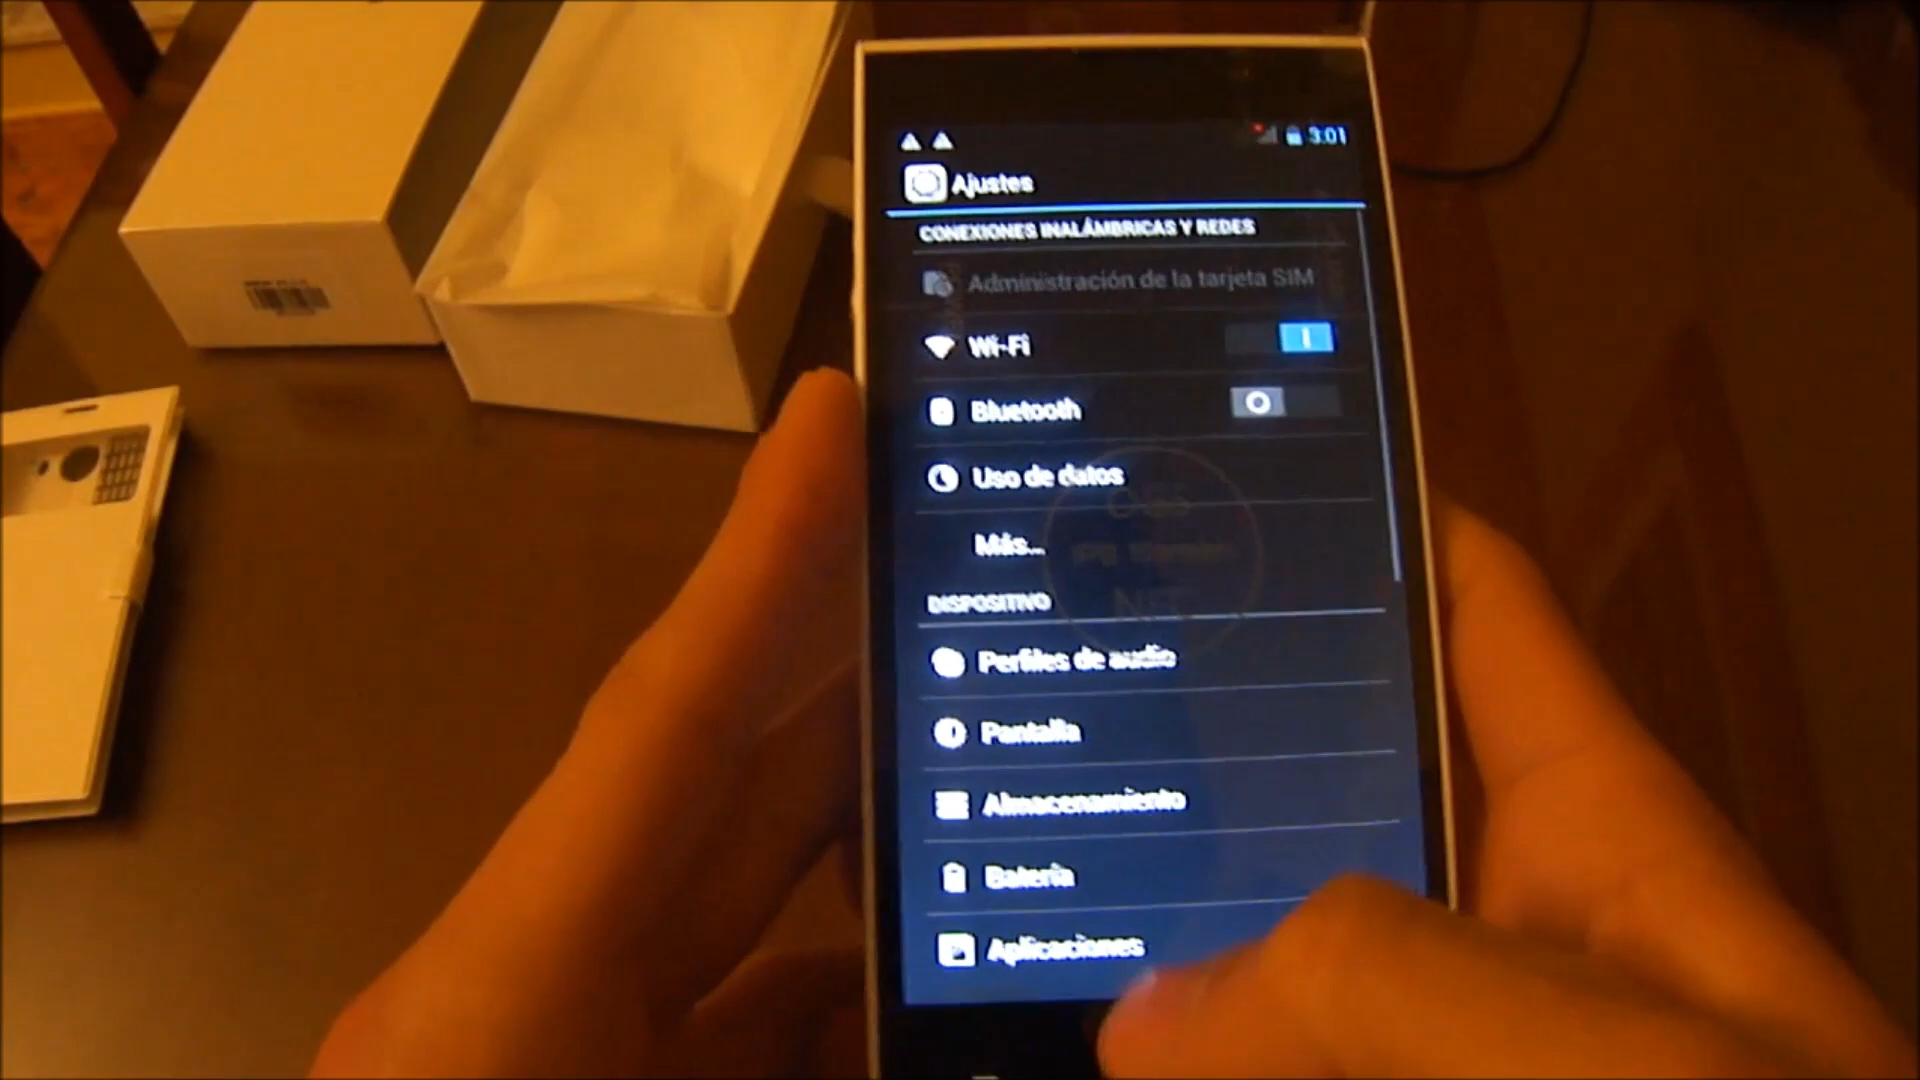 3:01
Ajustes
CONEXIONES INALÁMBRICAS Y REDES
Administración de la tarjeta SIM
Wi-Fi
Bluetooth
Uso de datos
Más...
DISPOSITIVO
Perfiles de audio
Pantalla
Almacenamiento
Batería
Aplicaciones